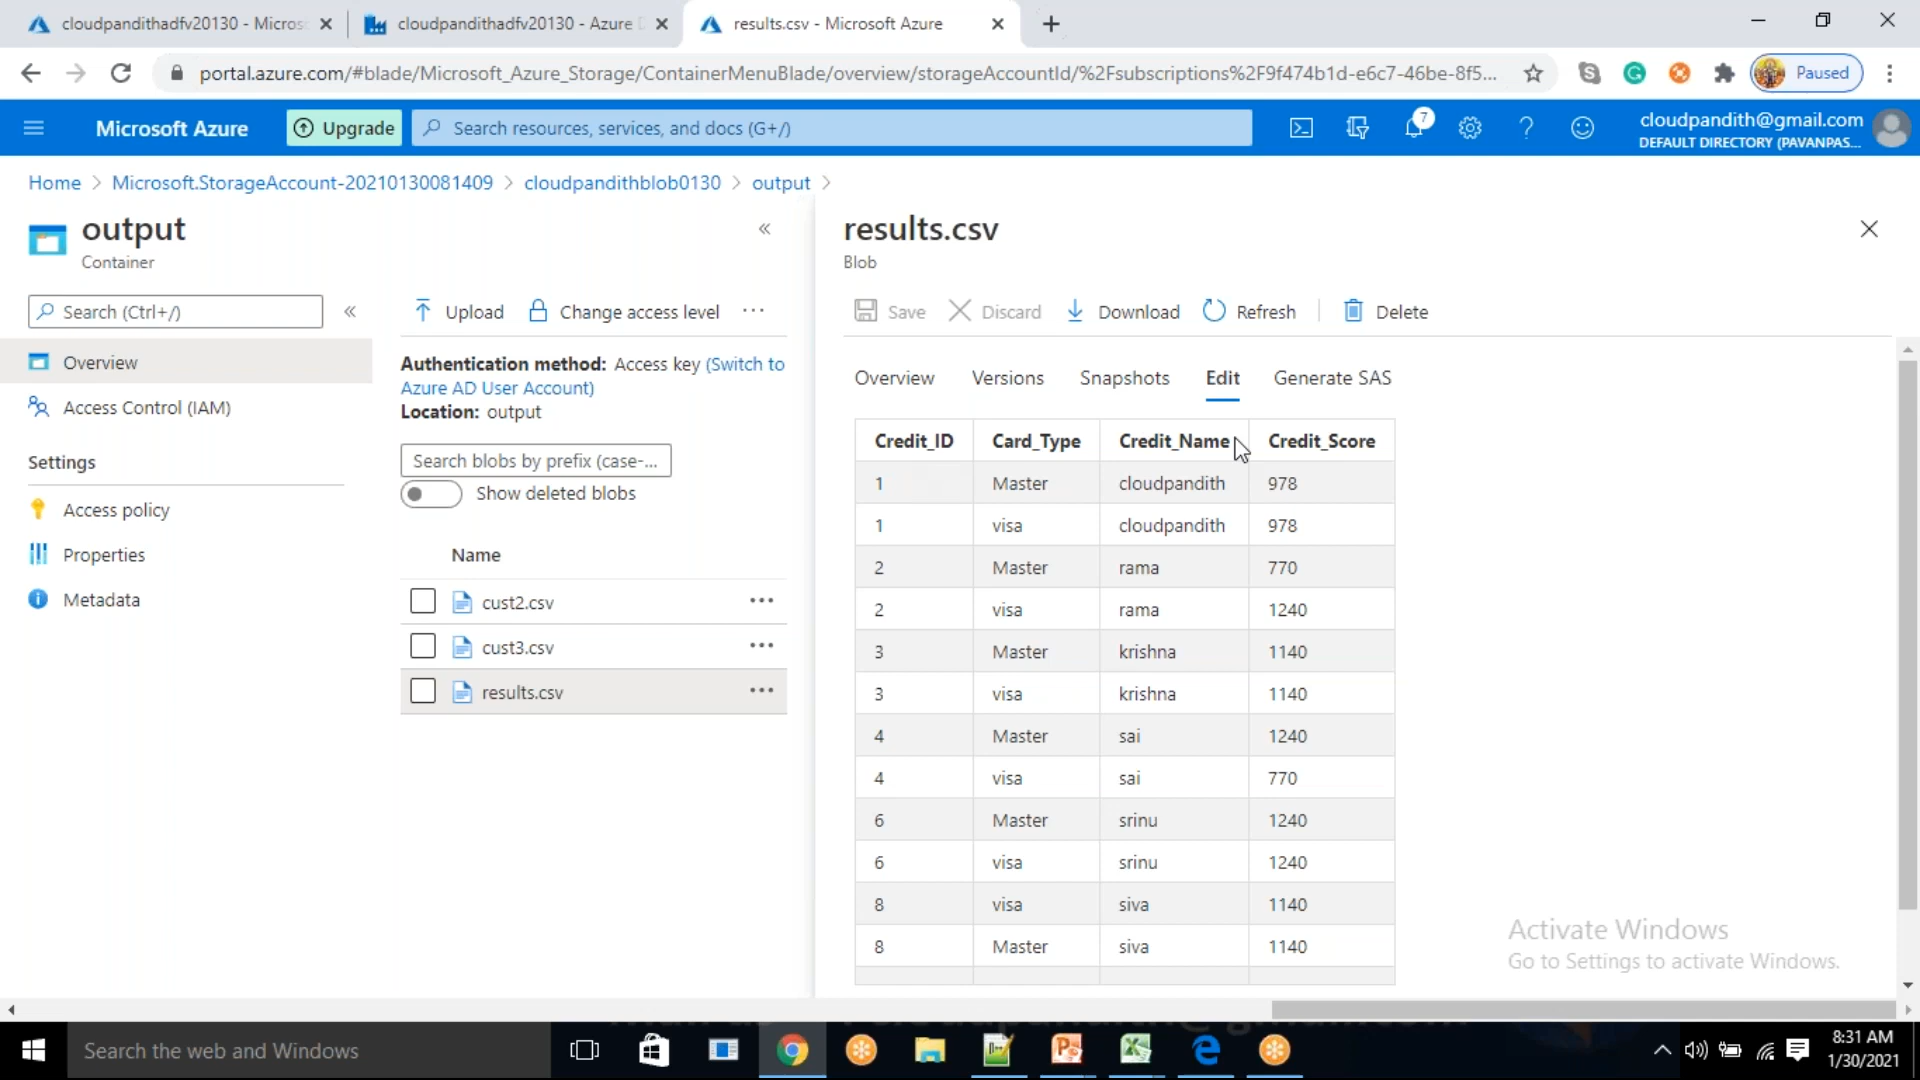 cloudpandithadfv20130 - Micros
cloudpandithadfv20130 - Azure D
results.csv - Microsoft Azure
portal.azure.com/#blade/Microsoft_Azure_Storage/ContainerMenuBlade/overview/storageAccountId/%2Fsubscriptions%2F9f474b1d-e6c7-46be-8f5...
Paused
Microsoft Azure
Upgrade
Search resources, services, and docs (G+/)
7
cloudpandith@gmail.com
DEFAULT DIRECTORY (PAVANPAS...
Home > Microsoft.StorageAccount-20210130081409 > cloudpandithblob0130 > output >
output
Container
Search (Ctrl+/)
Overview
Access Control (IAM)
Settings
Access policy
Properties
Metadata
Upload
Change access level
Authentication method: Access key (Switch to
Azure AD User Account)
Location: output
Search blobs by prefix (case-...
Show deleted blobs
Name
cust2.csv
cust3.csv
results.csv
results.csv
Blob
Save
Discard
Download
Refresh
Delete
Overview Versions Snapshots Edit Generate SAS
Credit_ID Card_Type Credit_Name Credit_Score
1 Master cloudpandith 978
1 visa cloudpandith 978
2 Master rama 770
2 visa rama 1240
3 Master krishna 1140
3 visa krishna 1140
4 Master sai 1240
4 visa sai 770
6 Master srinu 1240
6 visa srinu 1240
8 visa siva 1140
8 Master siva 1140
Activate Windows
Go to Settings to activate Windows.
Search the web and Windows
8:31 AM
1/30/2021